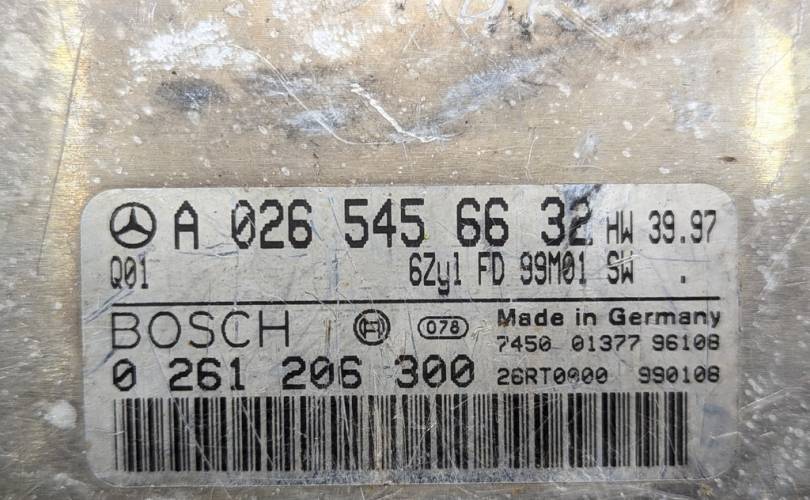 A 026 545 66 32 HW 39.97
Q01 6Zyl FD 99M01 SW .
BOSCH 078 Made in Germany
7450 01377 96108
0 261 206 300 26RT0000 990108